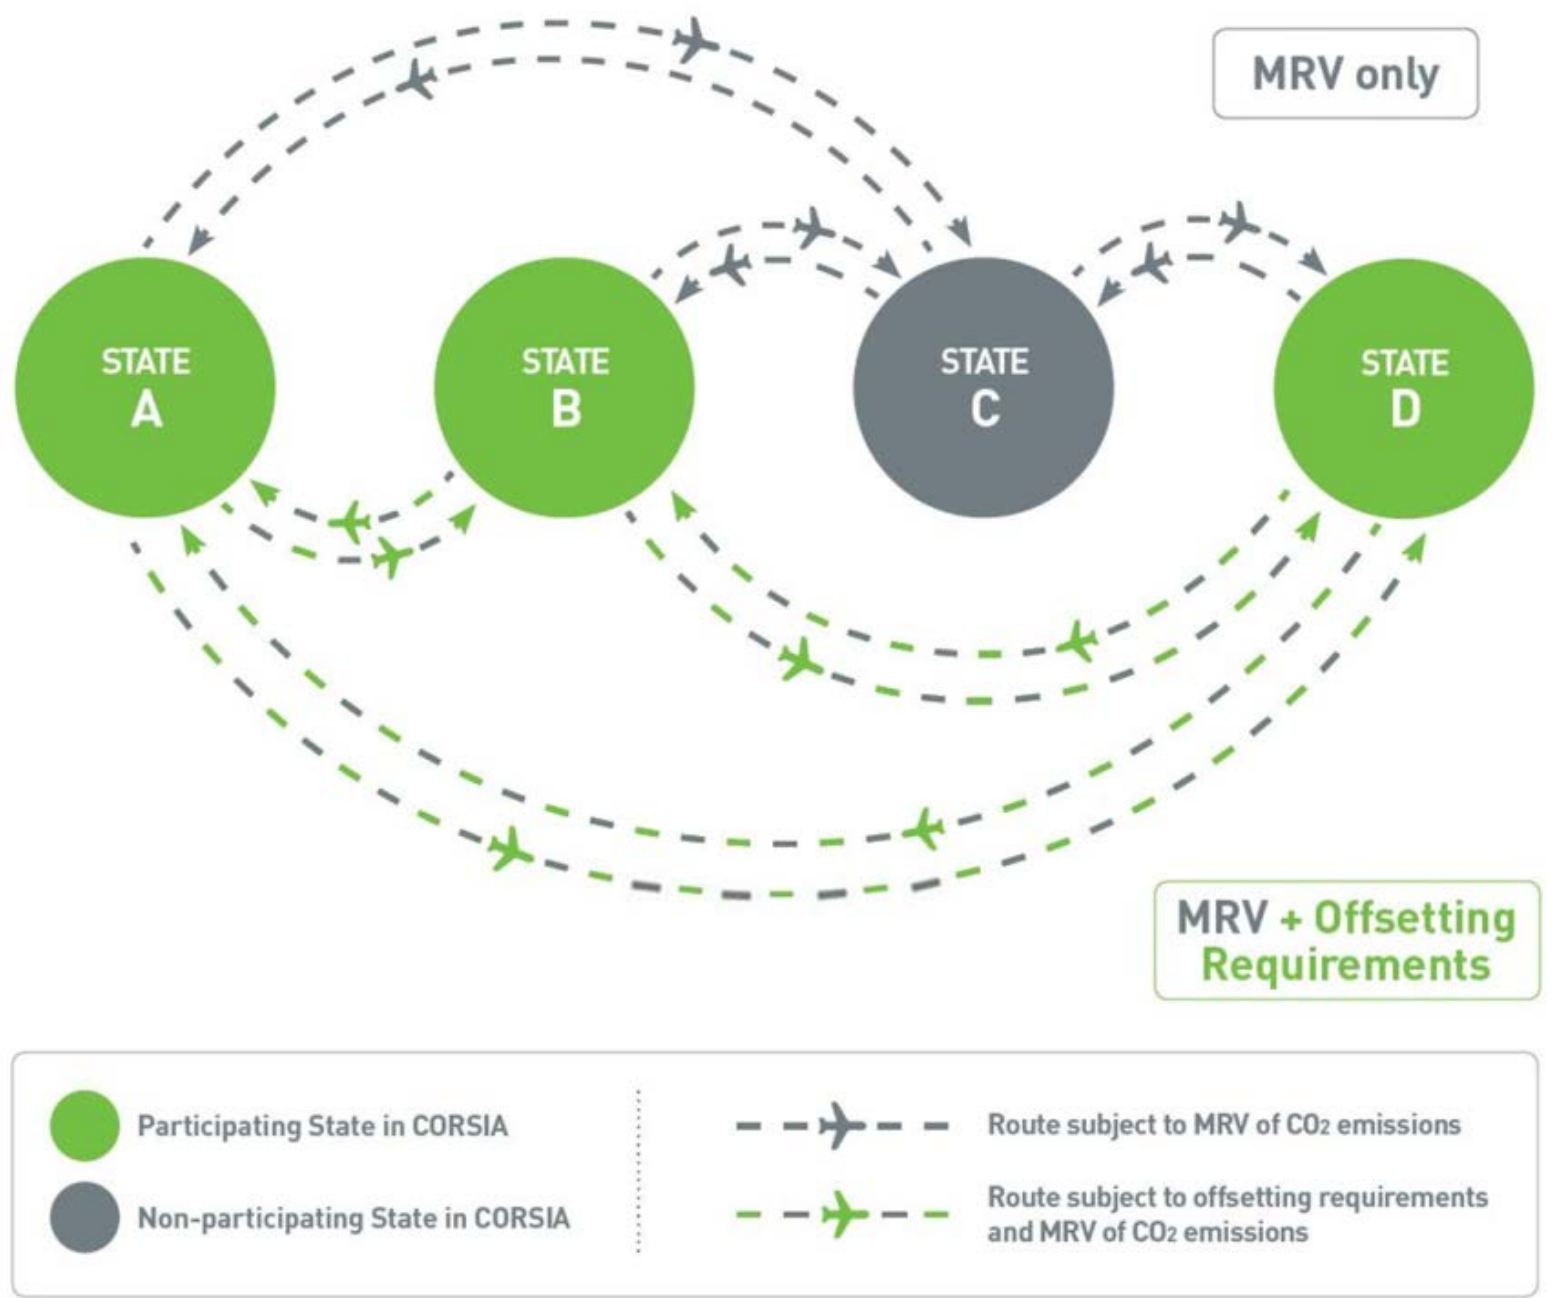 MRV only
STATE
A
STATE
B
STATE
C
STATE
D
MRV + Offsetting
Requirements
Participating State in CORSIA
Non-participating State in CORSIA
Route subject to MRV of CO2 emissions
Route subject to offsetting requirements
and MRV of CO2 emissions